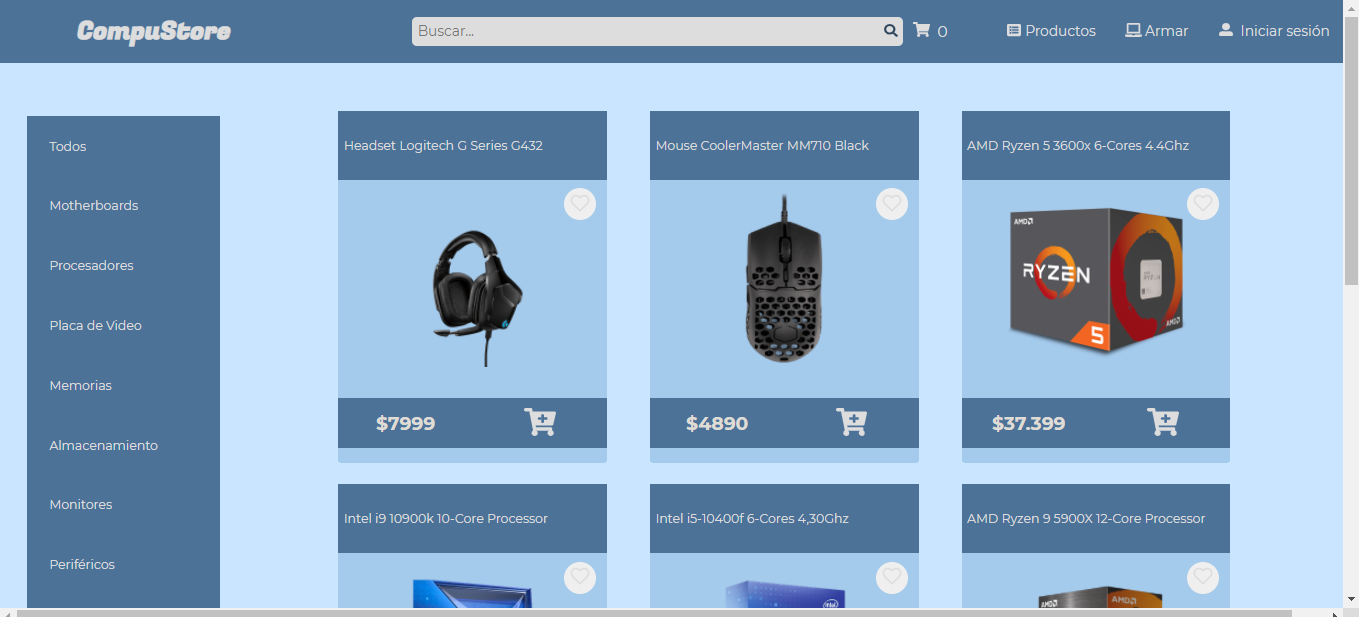 CompuStore
Buscar...
0
Productos
Armar
Iniciar sesión
Todos
Motherboards
Procesadores
Placa de Video
Memorias
Almacenamiento
Monitores
Periféricos
Headset Logitech G Series G432
$7999
Mouse CoolerMaster MM710 Black
$4890
AMD Ryzen 5 3600x 6-Cores 4.4Ghz
AMD
RYZEN
RYZEN
5
AMD
$37.399
Intel i9 10900k 10-Core Processor
Intel i5-10400f 6-Cores 4,30Ghz
intel
AMD Ryzen 9 5900X 12-Core Processor
AMD
AMD